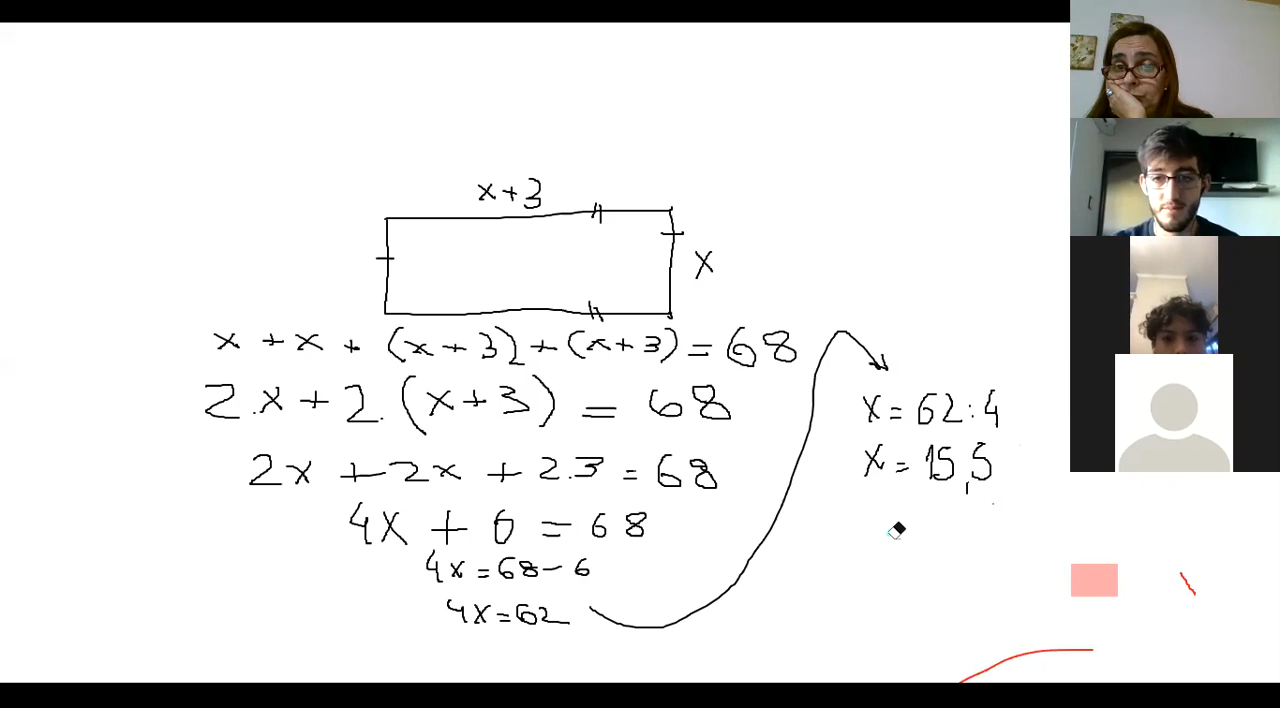 x+3
x
x + x + (x+3) + (x+3) = 68
2.x + 2.(x+3) = 68
2x + 2x + 2.3 = 68
4x + 6 = 68
4x = 68 - 6
4x = 62
x = 62:4
x = 15,5